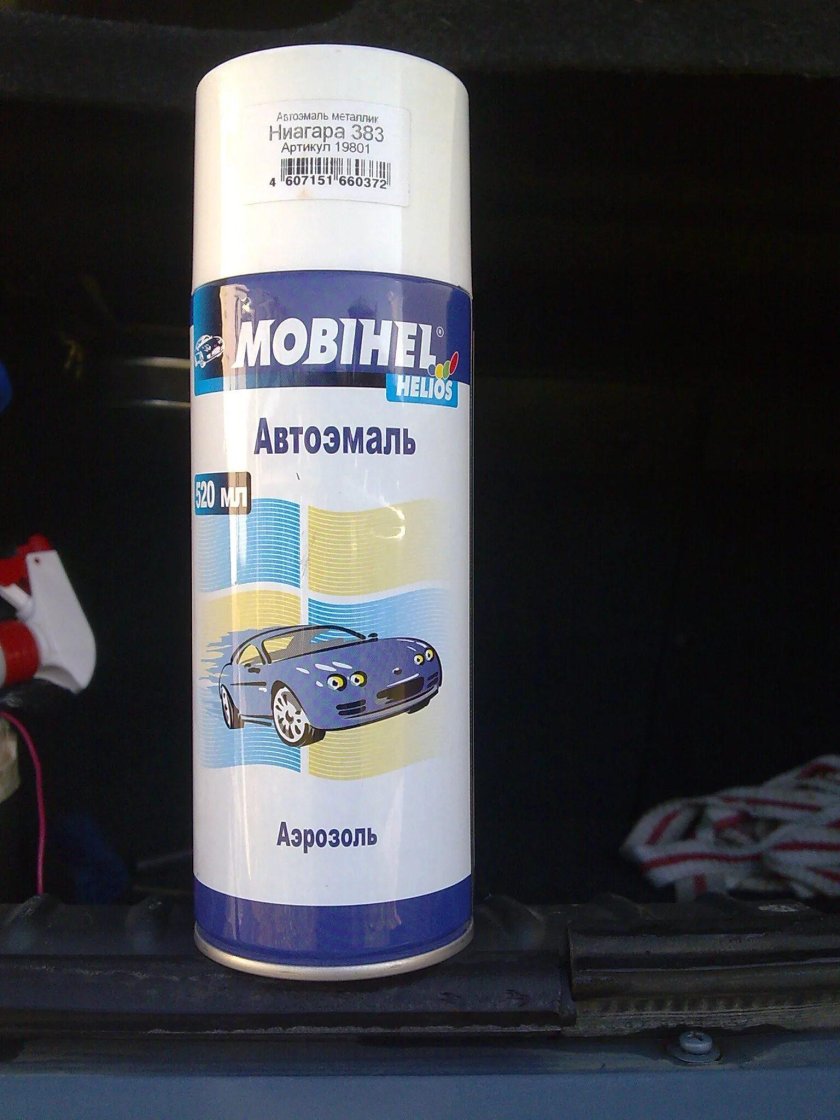 Автоэмаль металлик
Ниагара 383
Артикул 19801
4 607151 660372
MOBIHEL®
HELIOS
Автоэмаль
520 мл
Аэрозоль